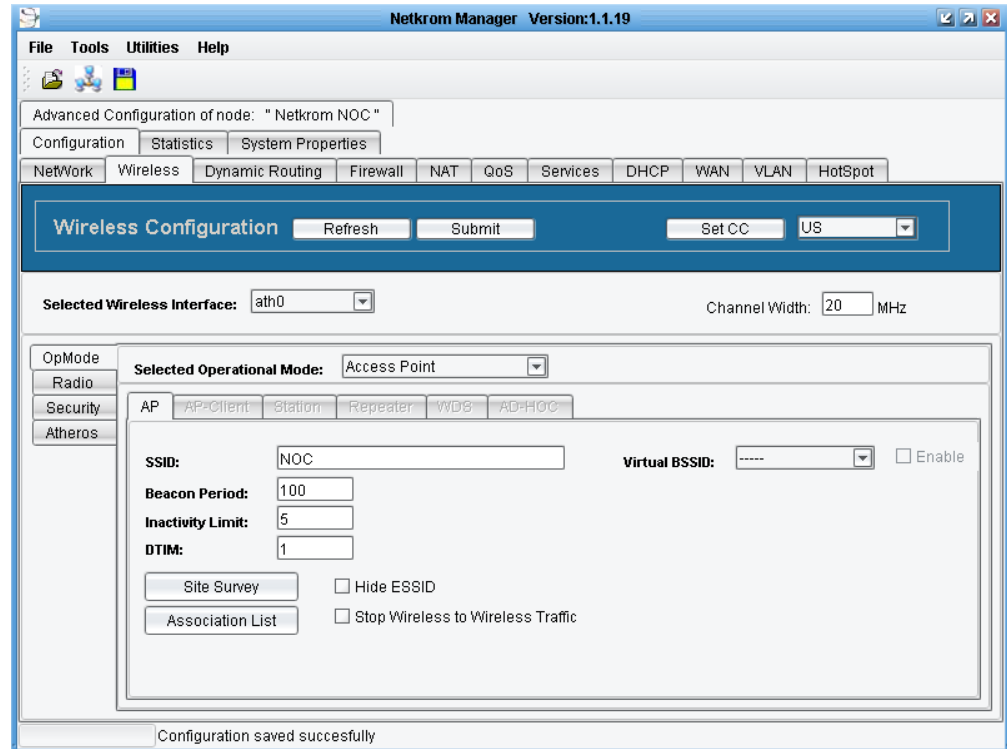 Netkrom Manager Version:1.1.19
File Tools Utilities Help
Advanced Configuration of node: " Netkrom NOC "
Configuration Statistics System Properties
NetWork Wireless Dynamic Routing Firewall NAT QoS Services DHCP WAN VLAN HotSpot
Wireless Configuration Refresh Submit Set CC US
Selected Wireless Interface: ath0 Channel Width: 20 MHz
OpMode
Radio
Security
Atheros
Selected Operational Mode: Access Point
AP AP-Client Station Repeater WDS AD-HOC
SSID: NOC Virtual BSSID: ----- Enable
Beacon Period: 100
Inactivity Limit: 5
DTIM: 1
Site Survey Hide ESSID
Association List Stop Wireless to Wireless Traffic
Configuration saved succesfully